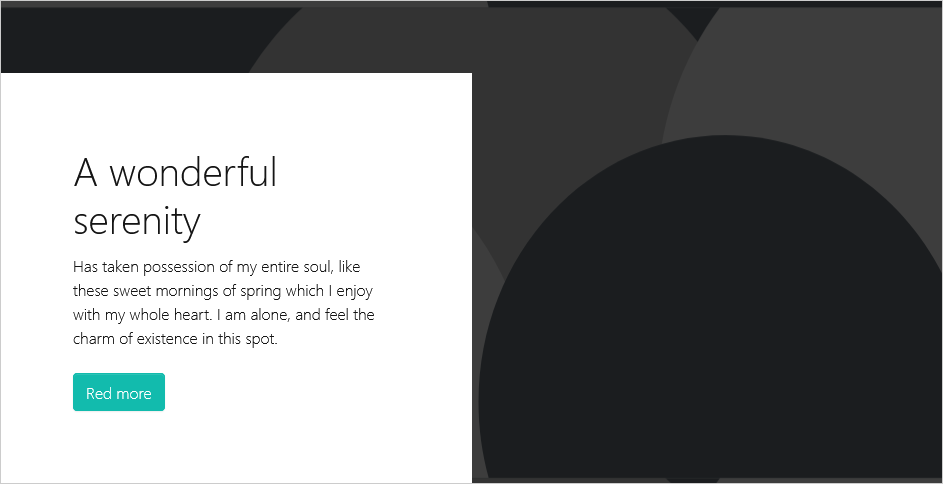 A wonderful
serenity
Has taken possession of my entire soul, like
these sweet mornings of spring which I enjoy
with my whole heart. I am alone, and feel the
charm of existence in this spot.
Red more